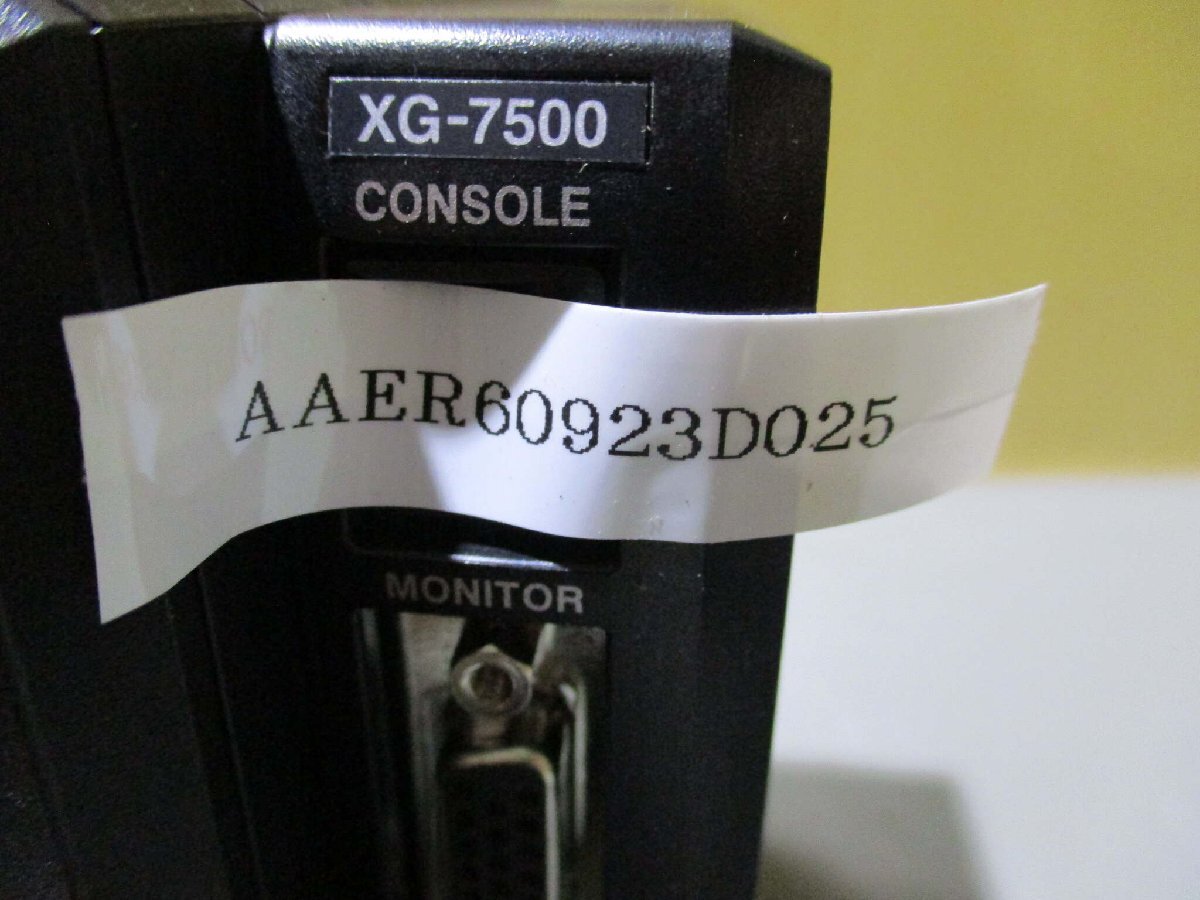 XG-7500
CONSOLE
AAER60923D025
MONITOR